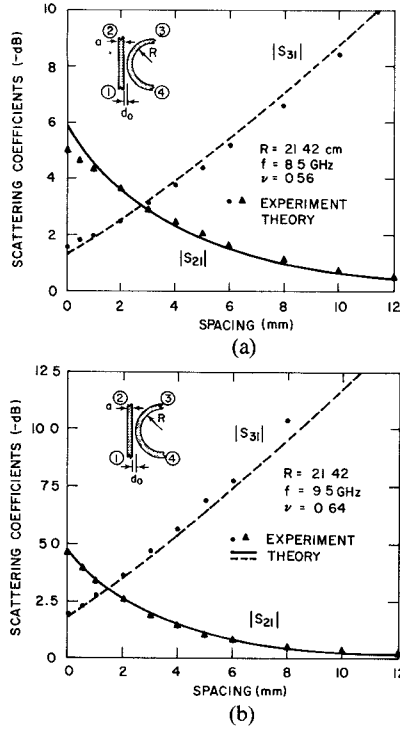 SCATTERING COEFFICIENTS (-dB)
10
8
6
4
2
0
② ③
a R
① ④
d₀
|S₃₁|
R = 21 42 cm
f = 8 5 GHz
ν = 0 56
• ▲ EXPERIMENT
THEORY
|S₂₁|
0 2 4 6 8 10 12
SPACING (mm)
(a)
SCATTERING COEFFICIENTS (-dB)
12 5
10 0
7.5
5.0
2.5
0
② ③
a R
① ④
d₀
|S₃₁|
R = 21 42
f = 9 5 GHz
ν = 0 64
• ▲ EXPERIMENT
THEORY
|S₂₁|
0 2 4 6 8 10 12
SPACING (mm)
(b)